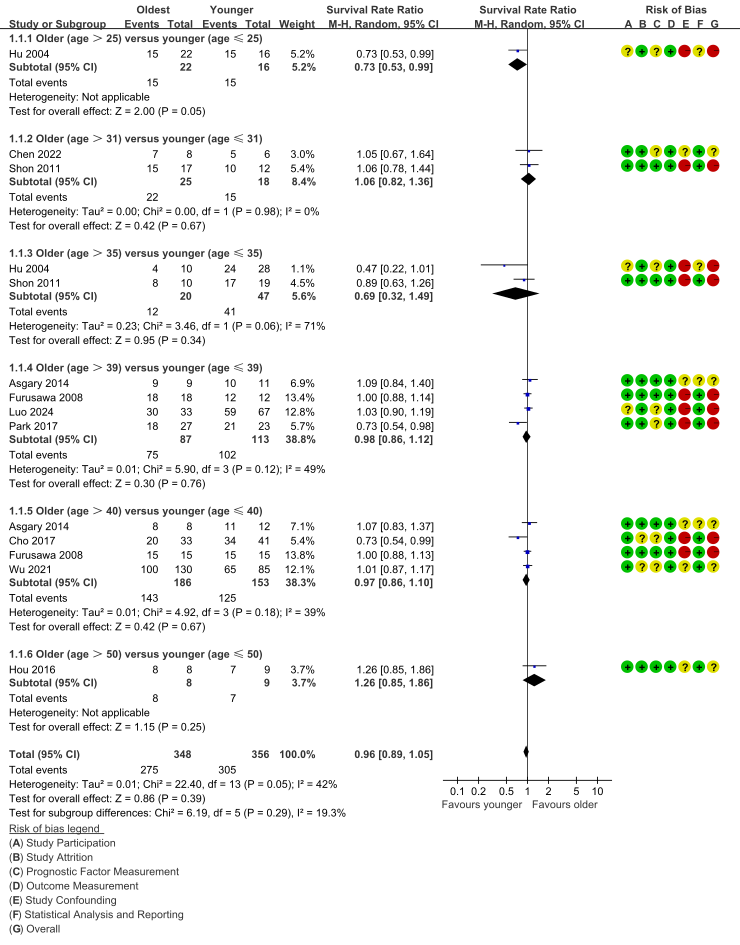 Oldest Younger Survival Rate Ratio Survival Rate Ratio Risk of Bias
Study or Subgroup Events Total Events Total Weight M-H, Random, 95% CI M-H, Random, 95% CI A B C D E F G
1.1.1 Older (age > 25) versus younger (age ≤ 25)
Hu 2004 15 22 15 16 5.2% 0.73 [0.53, 0.99] ? + ? + ?
Subtotal (95% CI) 22 16 5.2% 0.73 [0.53, 0.99]
Total events 15 15
Heterogeneity: Not applicable
Test for overall effect: Z = 2.00 (P = 0.05)
1.1.2 Older (age > 31) versus younger (age ≤ 31)
Chen 2022 7 8 5 6 3.0% 1.05 [0.67, 1.64] + + ? + ? + ?
Shon 2011 15 17 10 12 5.4% 1.06 [0.78, 1.44] + + + + +
Subtotal (95% CI) 25 18 8.4% 1.06 [0.82, 1.36]
Total events 22 15
Heterogeneity: Tau² = 0.00; Chi² = 0.00, df = 1 (P = 0.98); I² = 0%
Test for overall effect: Z = 0.42 (P = 0.67)
1.1.3 Older (age > 35) versus younger (age ≤ 35)
Hu 2004 4 10 24 28 1.1% 0.47 [0.22, 1.01] ? + ? + ?
Shon 2011 8 10 17 19 4.5% 0.89 [0.63, 1.26] + + + + +
Subtotal (95% CI) 20 47 5.6% 0.69 [0.32, 1.49]
Total events 12 41
Heterogeneity: Tau² = 0.23; Chi² = 3.46, df = 1 (P = 0.06); I² = 71%
Test for overall effect: Z = 0.95 (P = 0.34)
1.1.4 Older (age > 39) versus younger (age ≤ 39)
Asgary 2014 9 9 10 11 6.9% 1.09 [0.84, 1.40] + + + + ? ? ?
Furusawa 2008 18 18 12 12 13.4% 1.00 [0.88, 1.14] + + + + +
Luo 2024 30 33 59 67 12.8% 1.03 [0.90, 1.19] ? + ? + +
Park 2017 18 27 21 23 5.7% 0.73 [0.54, 0.98] + + ? + +
Subtotal (95% CI) 87 113 38.8% 0.98 [0.86, 1.12]
Total events 75 102
Heterogeneity: Tau² = 0.01; Chi² = 5.90, df = 3 (P = 0.12); I² = 49%
Test for overall effect: Z = 0.30 (P = 0.76)
1.1.5 Older (age > 40) versus younger (age ≤ 40)
Asgary 2014 8 8 11 12 7.1% 1.07 [0.83, 1.37] + + + + ? ? ?
Cho 2017 20 33 34 41 5.4% 0.73 [0.54, 0.99] + ? ? + +
Furusawa 2008 15 15 15 15 13.5% 1.00 [0.88, 1.13] + + + + +
Wu 2021 100 130 65 85 12.1% 1.01 [0.87, 1.17] + ? ? + ? + ?
Subtotal (95% CI) 186 153 38.3% 0.97 [0.86, 1.10]
Total events 143 125
Heterogeneity: Tau² = 0.01; Chi² = 4.92, df = 3 (P = 0.18); I² = 39%
Test for overall effect: Z = 0.42 (P = 0.67)
1.1.6 Older (age > 50) versus younger (age ≤ 50)
Hou 2016 8 8 7 9 3.7% 1.26 [0.85, 1.86] + + + + ? + ?
Subtotal (95% CI) 8 9 3.7% 1.26 [0.85, 1.86]
Total events 8 7
Heterogeneity: Not applicable
Test for overall effect: Z = 1.15 (P = 0.25)
Total (95% CI) 348 356 100.0% 0.96 [0.89, 1.05]
Total events 275 305
Heterogeneity: Tau² = 0.01; Chi² = 22.40, df = 13 (P = 0.05); I² = 42%
Test for overall effect: Z = 0.86 (P = 0.39)
Test for subgroup differences: Chi² = 6.19, df = 5 (P = 0.29), I² = 19.3%
0.1 0.2 0.5 1 2 5 10
Favours younger Favours older
Risk of bias legend
(A) Study Participation
(B) Study Attrition
(C) Prognostic Factor Measurement
(D) Outcome Measurement
(E) Study Confounding
(F) Statistical Analysis and Reporting
(G) Overall